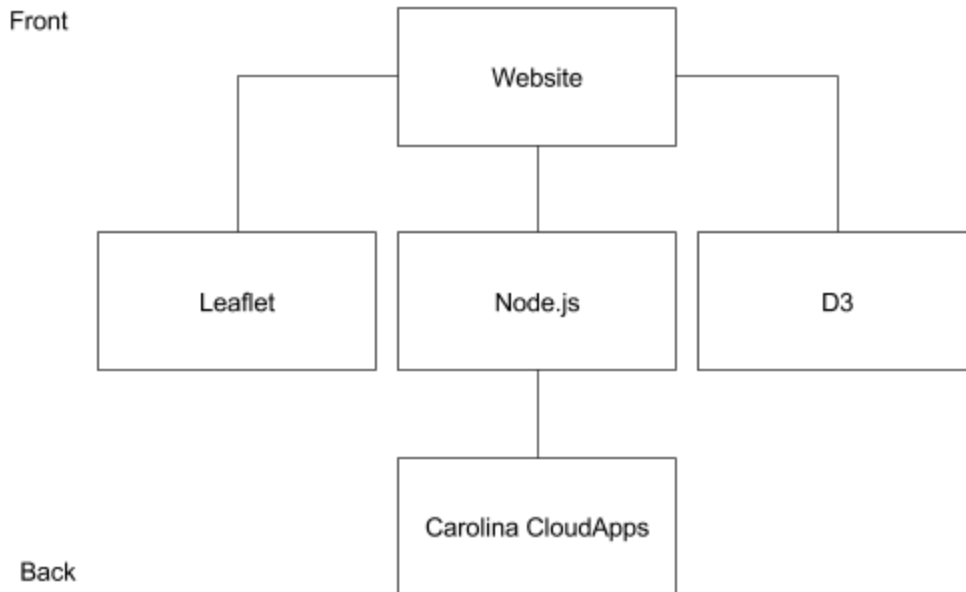 Front
Website
Leaflet
Node.js
D3
Carolina CloudApps
Back